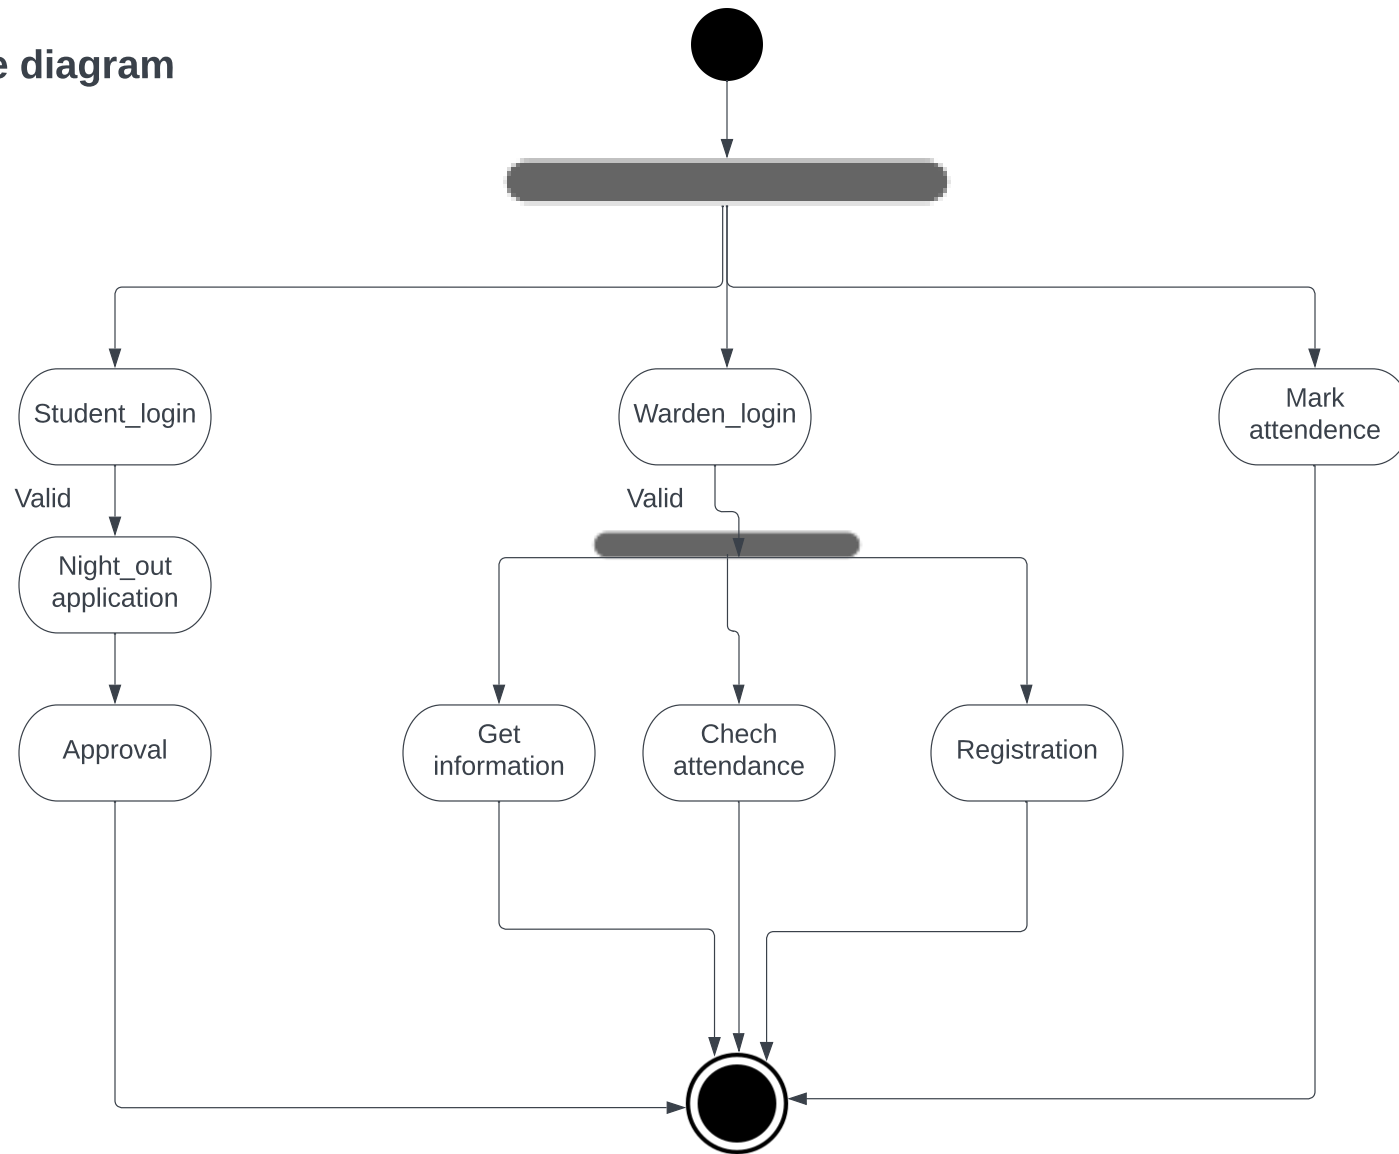 e diagram
Student_login
Warden_login
Mark
attendence
Valid
Valid
Night_out
application
Approval
Get
information
Chech
attendance
Registration